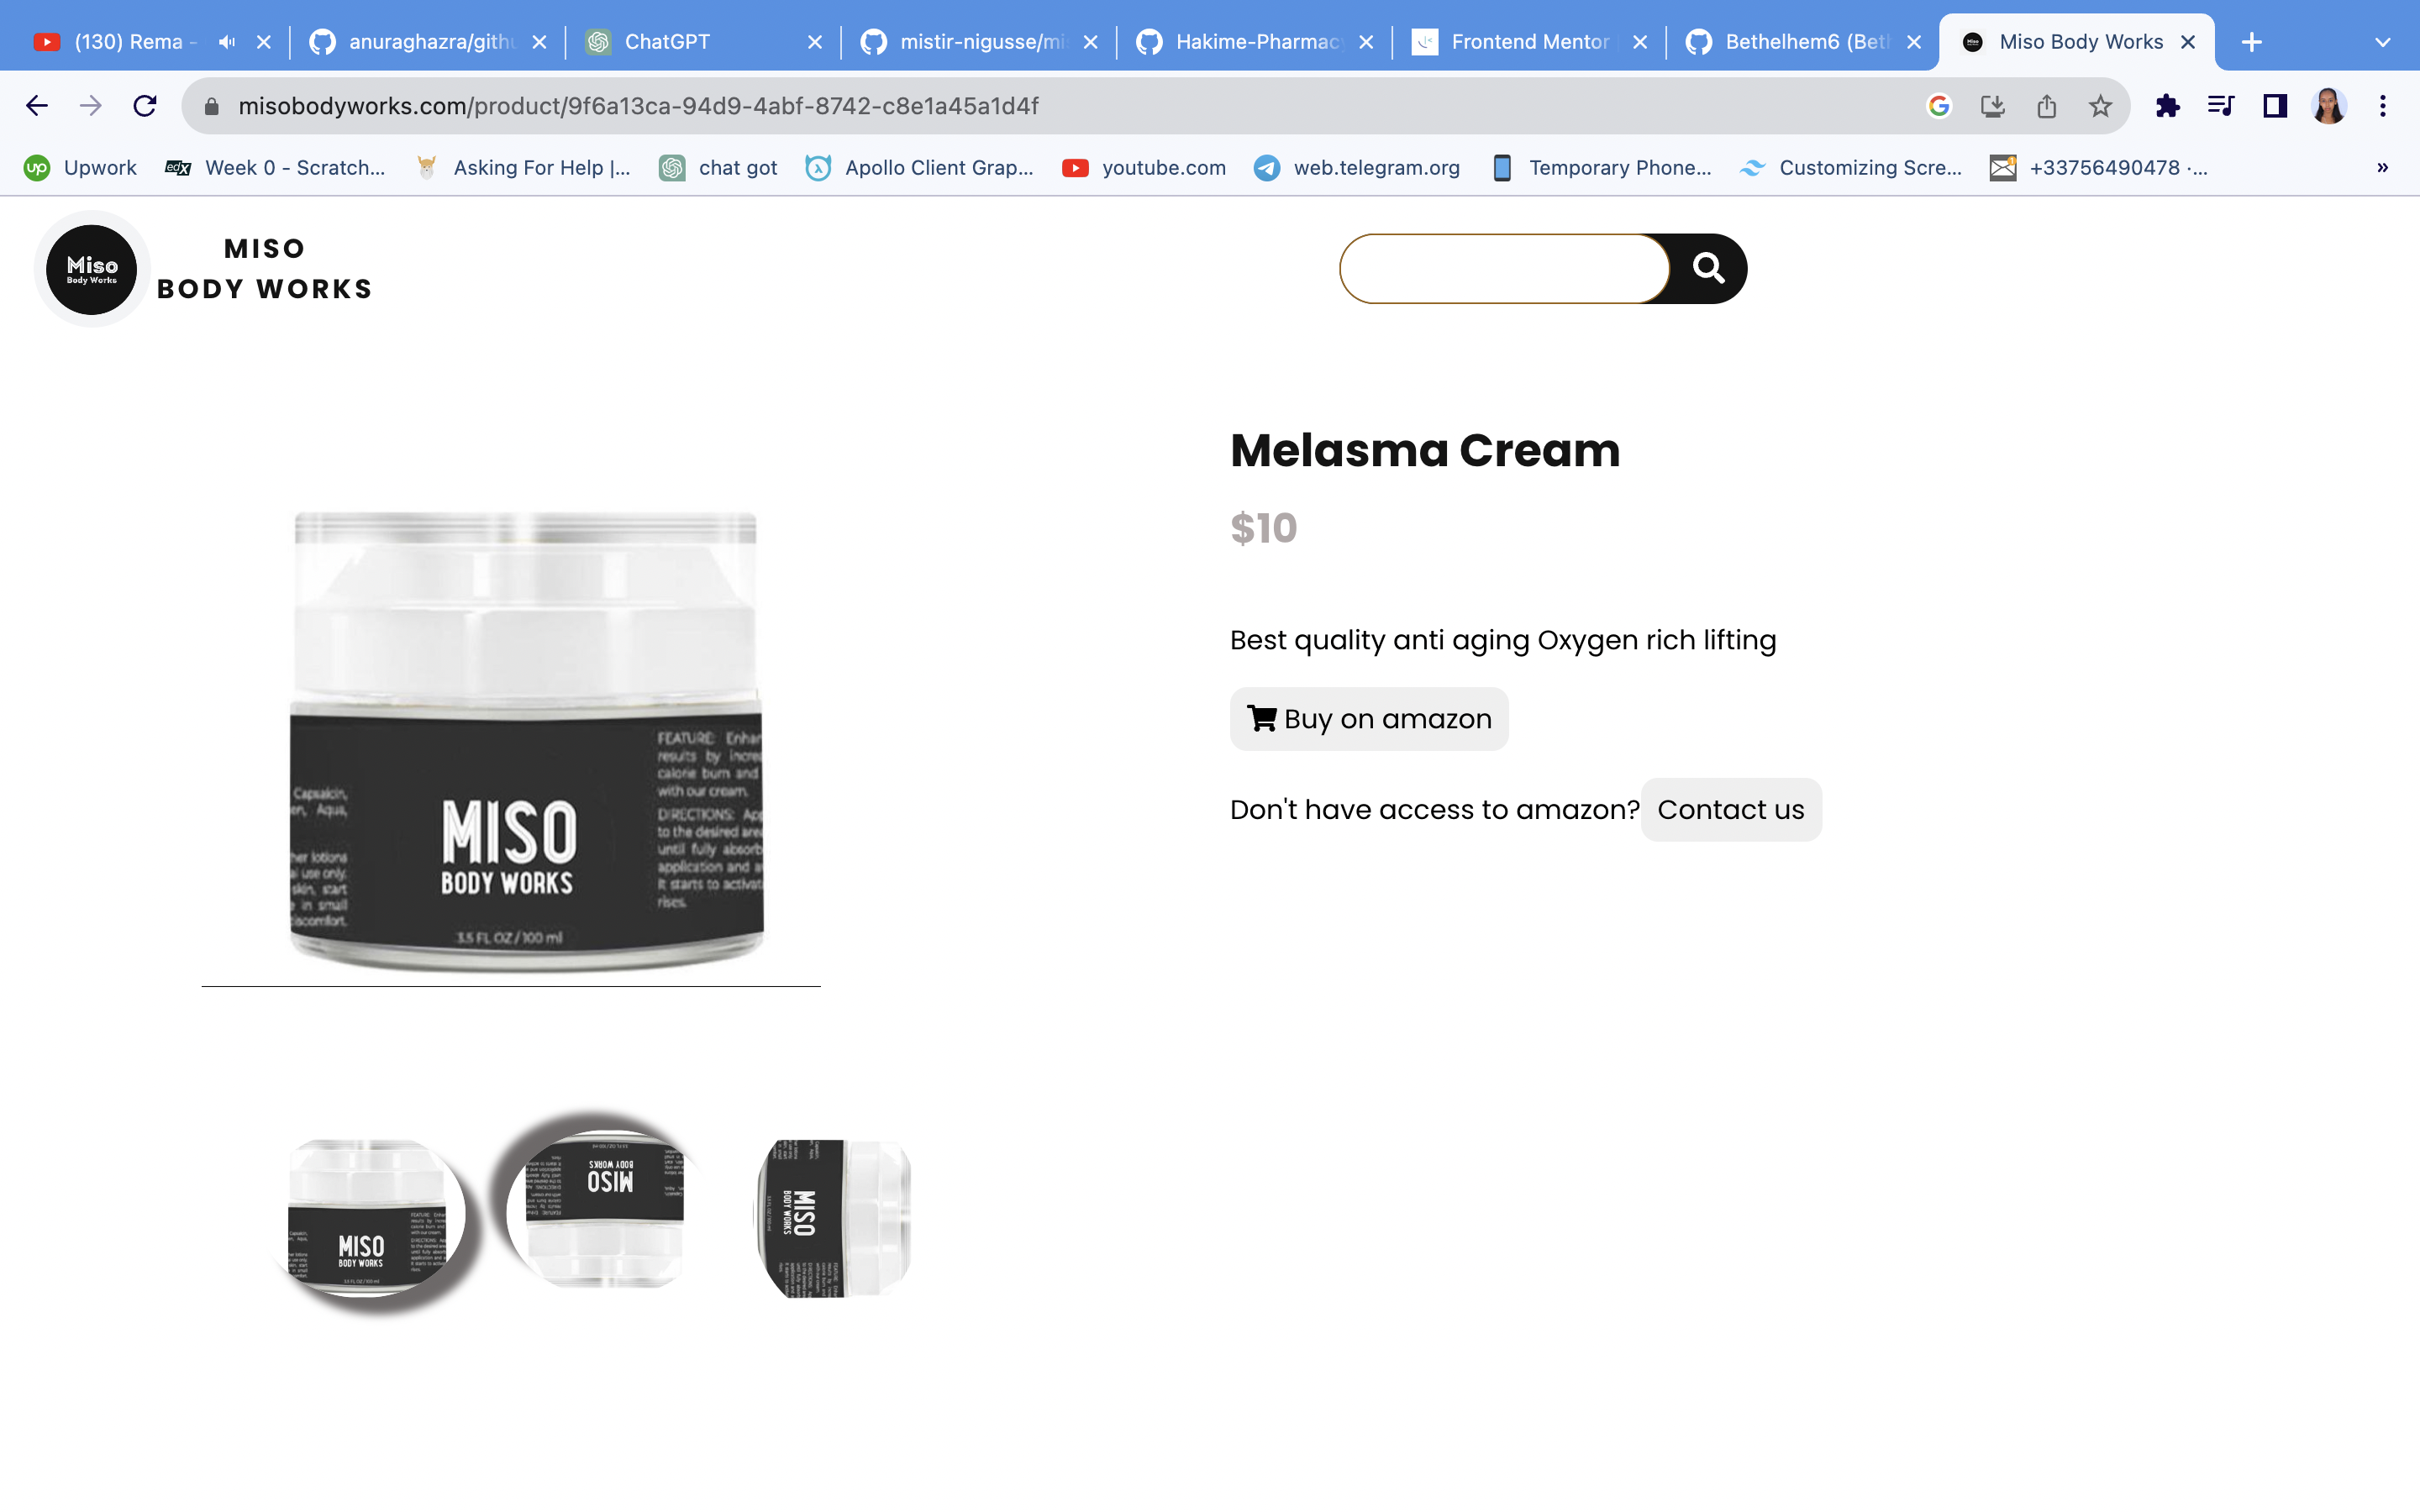 (130) Rema -
anuraghazra/githu
ChatGPT
mistir-nigusse/mi
Hakime-Pharmac
Frontend Mentor
Bethelhem6 (Beth
Miso Body Works
misobodyworks.com/product/9f6a13ca-94d9-4abf-8742-c8e1a45a1d4f
Upwork
Week 0 - Scratch...
Asking For Help |...
chat got
Apollo Client Grap...
youtube.com
web.telegram.org
Temporary Phone...
Customizing Scre...
+33756490478 ·...
»
Miso
Body Works
MISO
BODY WORKS
Melasma Cream
$10
Best quality anti aging Oxygen rich lifting
Buy on amazon
Don't have access to amazon? Contact us
Capsaicin,
en, Aqua,
her lotions
al use only.
skin, start
in small
discomfort.
MISO
BODY WORKS
3.5 FL OZ / 100 ml
FEATURE: Enhan
results by increa
calorie burn and
with our cream.
DIRECTIONS: App
to the desired area
until fully absorb
application and
It starts to activat
rises.
MISO
BODY WORKS
MISO
BODY WORKS
MISO
BODY WORKS